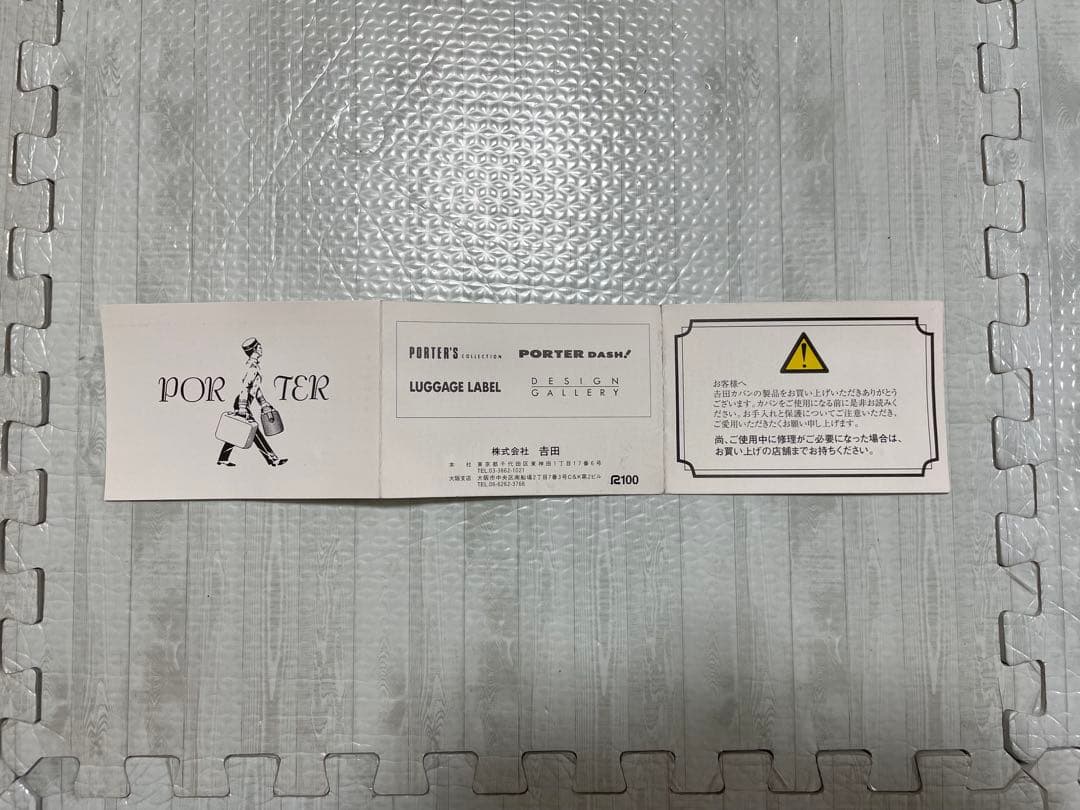 PORTER
PORTER'S COLLECTION
PORTER DASH!
LUGGAGE LABEL
DESIGN
GALLERY
株式会社 𠮷田
本 社 東京都千代田区東神田1丁目17番6号
TEL.03-3862-1021
大阪支店 大阪市中央区南船場2丁目7番3号C&K第2ビル
TEL.06-6262-3766
R100
お客様へ
𠮷田カバンの製品をお買い上げいただきありがとう
ございます。カバンをご使用になる前に是非お読みく
ださい。お手入れと保護についてご注意いただき、
ご愛用いただきたくお願い申し上げます。
尚、ご使用中に修理がご必要になった場合は、
お買い上げの店舗までお持ちください。